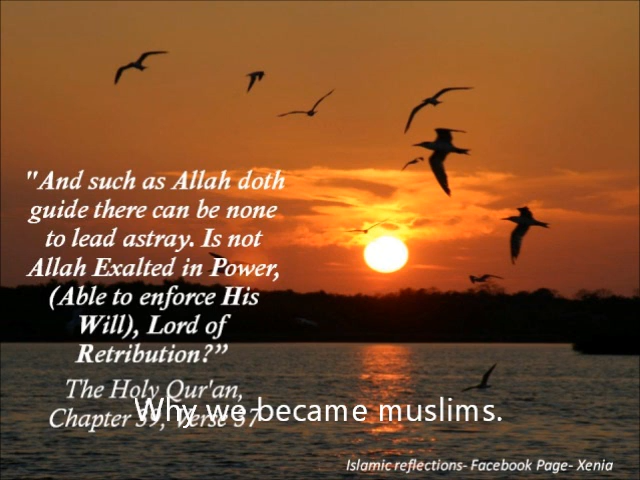 "And such as Allah doth
guide there can be none
to lead astray. Is not
Allah Exalted in Power,
(Able to enforce His
Will), Lord of
Retribution?”
The Holy Qur'an,
Chapter 39, Verse 37
Why we became muslims.
Islamic reflections- Facebook Page- Xenia